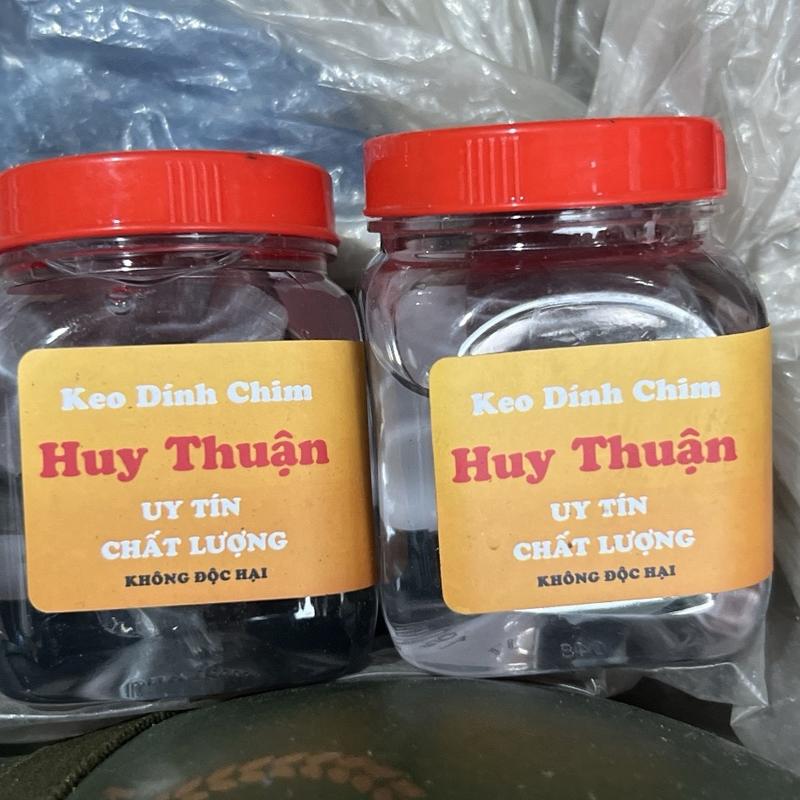 Keo Dính Chim
Huy Thuận
UY TÍN
CHẤT LƯỢNG
KHÔNG ĐỘC HẠI
Keo Dính Chim
Huy Thuận
UY TÍN
CHẤT LƯỢNG
KHÔNG ĐỘC HẠI